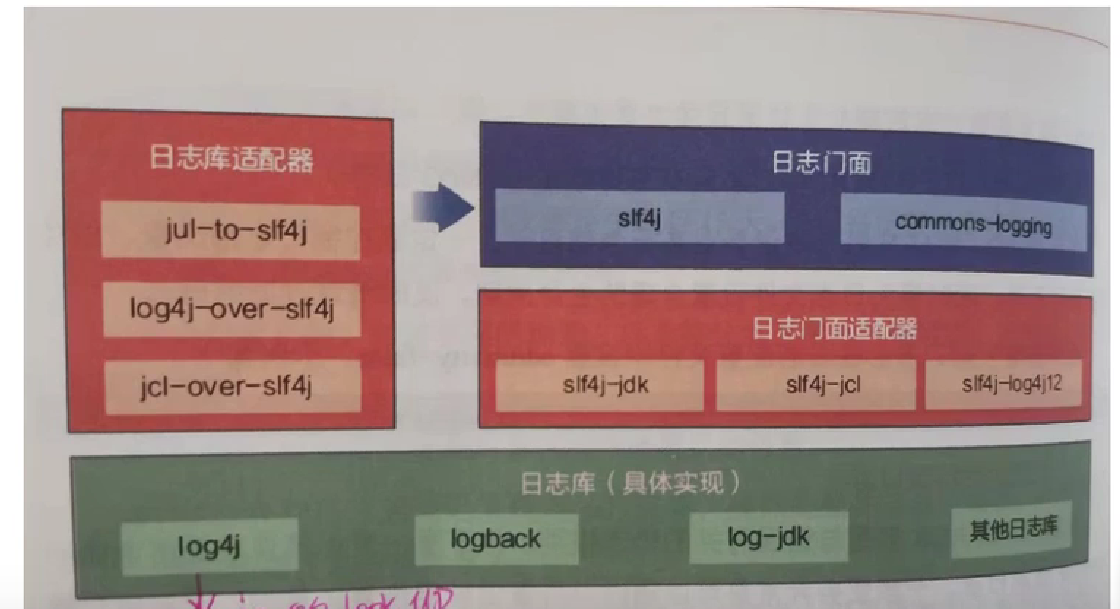 日志库适配器
jul-to-slf4j
log4j-over-slf4j
jcl-over-slf4j
日志门面
slf4j
commons-logging
日志门面适配器
slf4j-jdk
slf4j-jcl
slf4j-log4j12
日志库（具体实现）
log4j
logback
log-jdk
其他日志库